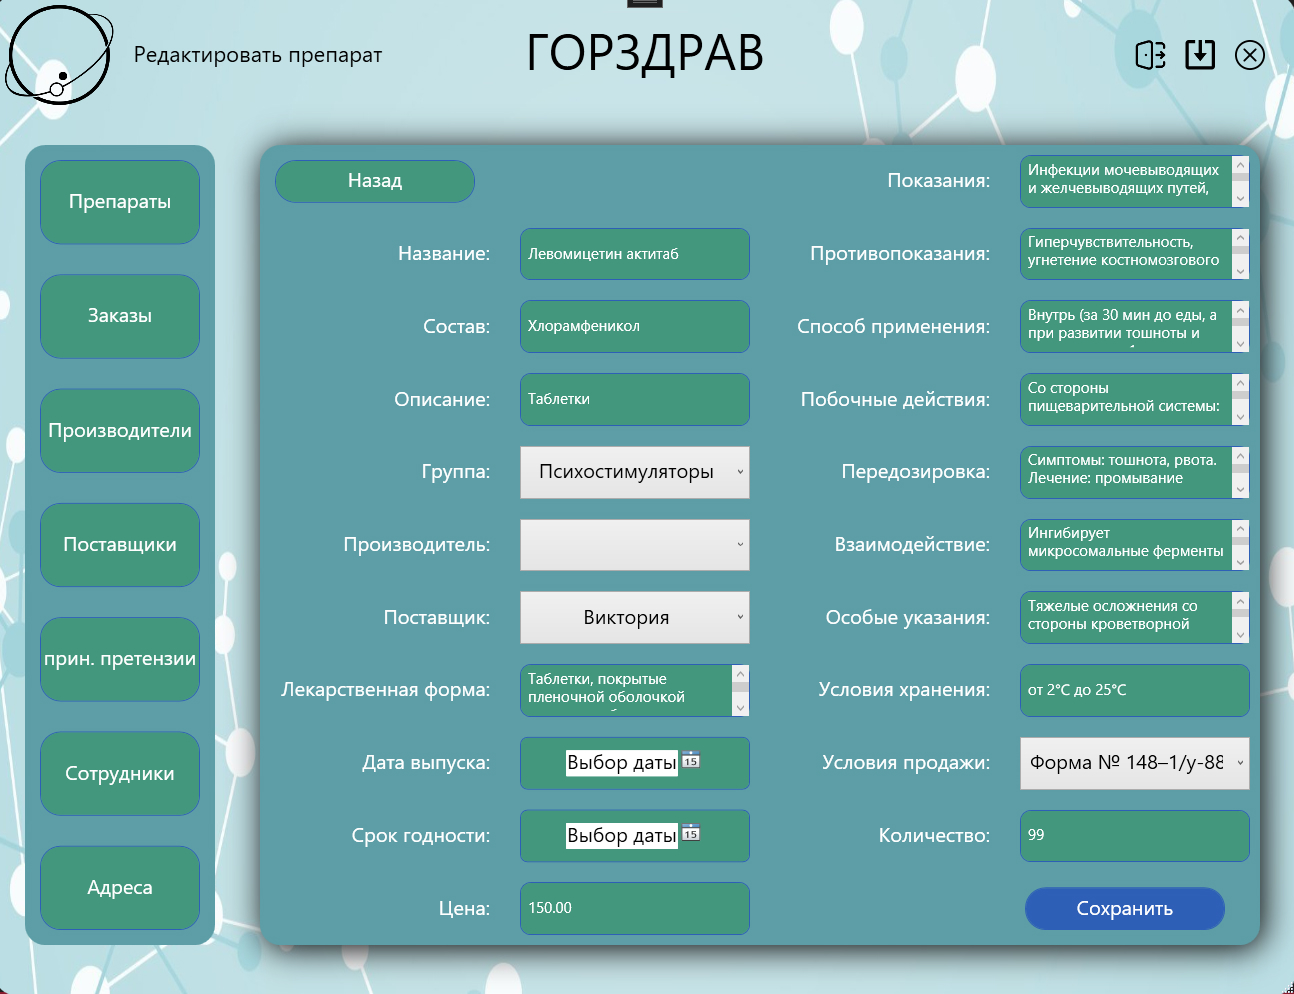 Редактировать препарат
ГОРЗДРАВ
Препараты
Заказы
Производители
Поставщики
прин. претензии
Сотрудники
Адреса
Назад
Название:
Левомицетин актитаб
Состав:
Хлорамфеникол
Описание:
Таблетки
Группа:
Психостимуляторы
Производитель:
Поставщик:
Виктория
Лекарственная форма:
Таблетки, покрытые
пленочной оболочкой
Дата выпуска:
Выбор даты
15
Срок годности:
Выбор даты
15
Цена:
150.00
Показания:
Инфекции мочевыводящих
и желчевыводящих путей,
Противопоказания:
Гиперчувствительность,
угнетение костномозгового
Способ применения:
Внутрь (за 30 мин до еды, а
при развитии тошноты и
Побочные действия:
Со стороны
пищеварительной системы:
Передозировка:
Симптомы: тошнота, рвота.
Лечение: промывание
Взаимодействие:
Ингибирует
микросомальные ферменты
Особые указания:
Тяжелые осложнения со
стороны кроветворной
Условия хранения:
от 2°C до 25°C
Условия продажи:
Форма № 148–1/у-88
Количество:
99
Сохранить